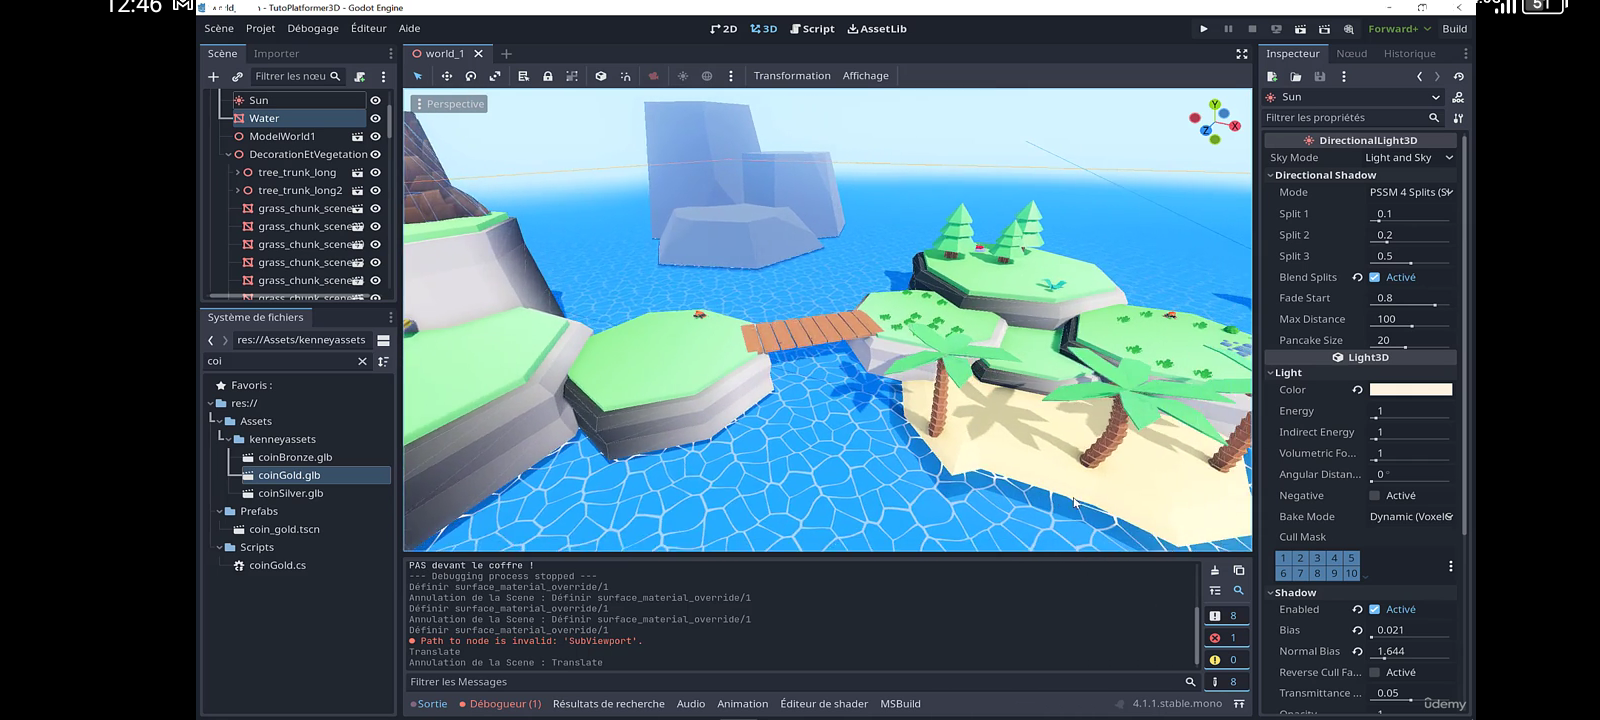 12:46
51
- TutoPlatformer3D - Godot Engine
Scène Projet Débogage Éditeur Aide
2D 3D Script AssetLib
Forward+ Build
Scène Importer
Filtrer les nœu
Sun
Water
ModelWorld1
DecorationEtVegetation
tree_trunk_long
tree_trunk_long2
grass_chunk_scene
grass_chunk_scene
grass_chunk_scene
grass_chunk_scene
grass_chunk_scene
Système de fichiers
res://Assets/kenneyassets
coi
Favoris :
res://
Assets
kenneyassets
coinBronze.glb
coinGold.glb
coinSilver.glb
Prefabs
coin_gold.tscn
Scripts
coinGold.cs
world_1
Transformation Affichage
Perspective
Y
X
Z
PAS devant le coffre !
--- Debugging process stopped ---
Définir surface_material_override/1
Annulation de la Scene : Définir surface_material_override/1
Définir surface_material_override/1
Annulation de la Scene : Définir surface_material_override/1
Définir surface_material_override/1
Path to node is invalid: 'SubViewport'.
Translate
Annulation de la Scene : Translate
8
1
0
8
Filtrer les Messages
Sortie Débogueur (1) Résultats de recherche Audio Animation Éditeur de shader MSBuild
4.1.1.stable.mono
Inspecteur Nœud Historique
Sun
DOC
Filtrer les propriétés
DirectionalLight3D
Sky Mode Light and Sky
Directional Shadow
Mode PSSM 4 Splits (S
Split 1 0.1
Split 2 0.2
Split 3 0.5
Blend Splits Activé
Fade Start 0.8
Max Distance 100
Pancake Size 20
Light3D
Light
Color
Energy 1
Indirect Energy 1
Volumetric Fo... 1
Angular Distan... 0 °
Negative Activé
Bake Mode Dynamic (Voxel
Cull Mask
1 2 3 4 5
6 7 8 9 10
Shadow
Enabled Activé
Bias 0.021
Normal Bias 1.644
Reverse Cull Fa... Activé
Transmittance ... 0.05
ûdemy